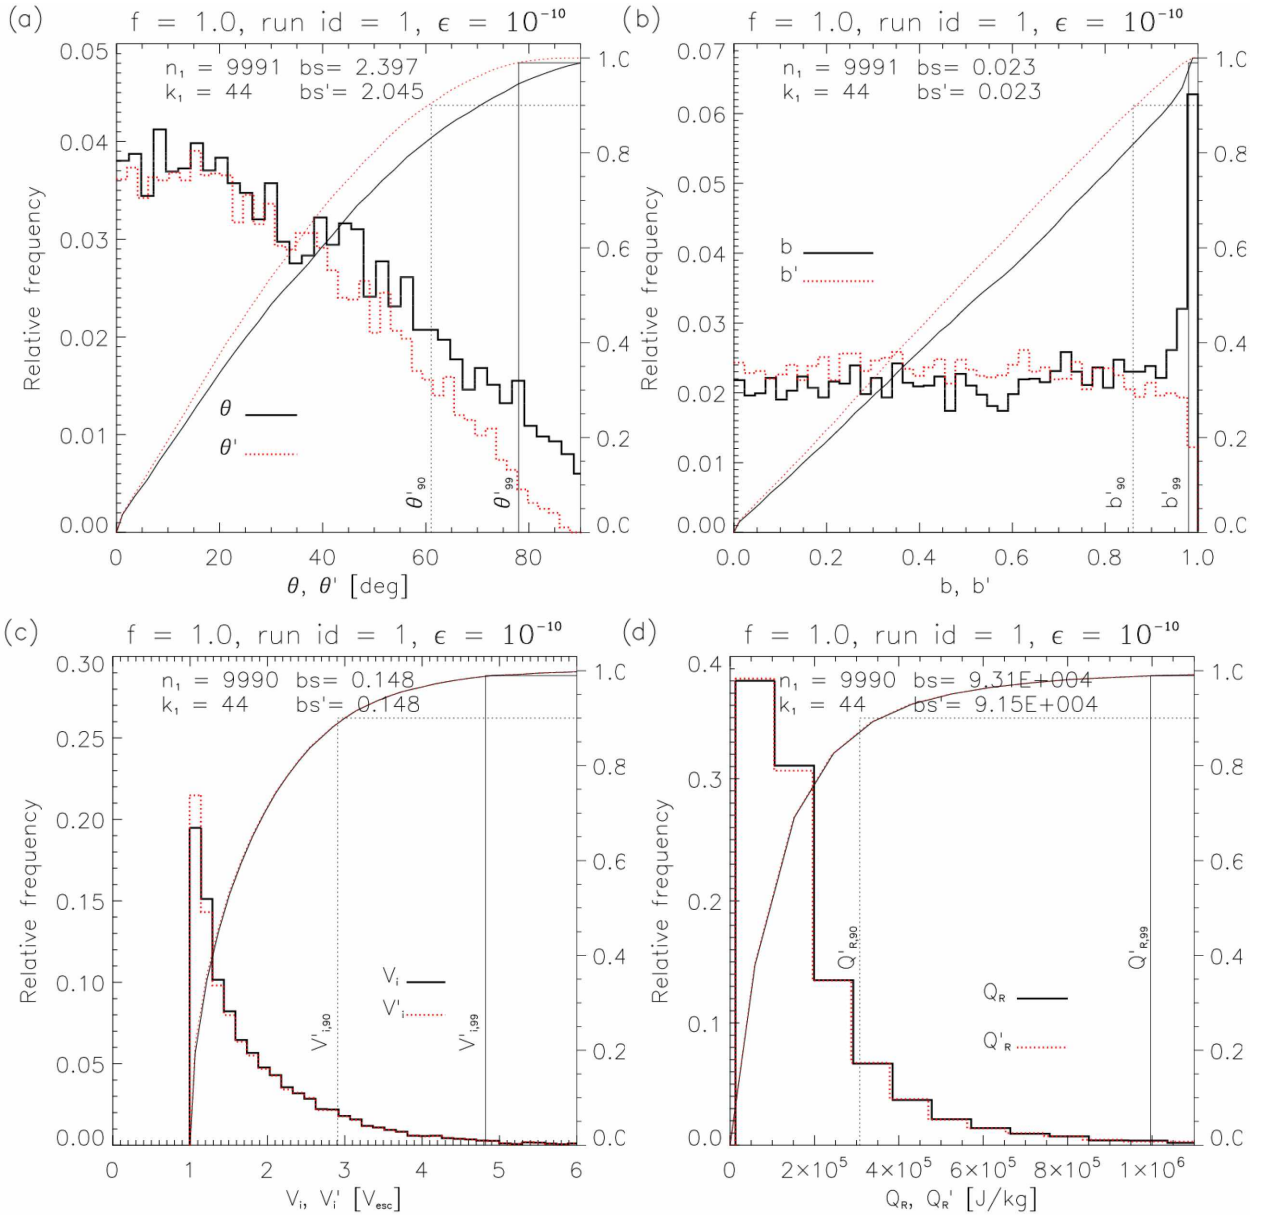 (a)
f = 1.0, run id = 1, ϵ = 10⁻¹⁰
n₁ = 9991 bs= 2.397
k₁ = 44 bs'= 2.045
0.05
0.04
0.03
0.02
0.01
0.00
Relative frequency
1.0
0.8
0.6
0.4
0.2
0.0
θ
θ'
θ'₉₀
θ'₉₉
0 20 40 60 80
θ, θ' [deg]
(b)
f = 1.0, run id = 1, ϵ = 10⁻¹⁰
n₁ = 9991 bs= 0.023
k₁ = 44 bs'= 0.023
0.07
0.06
0.05
0.04
0.03
0.02
0.01
0.00
Relative frequency
1.0
0.8
0.6
0.4
0.2
0.0
b
b'
b'₉₀
b'₉₉
0.0 0.2 0.4 0.6 0.8 1.0
b, b'
(c)
f = 1.0, run id = 1, ϵ = 10⁻¹⁰
n₁ = 9990 bs= 0.148
k₁ = 44 bs'= 0.148
0.30
0.25
0.20
0.15
0.10
0.05
0.00
Relative frequency
1.0
0.8
0.6
0.4
0.2
0.0
Vᵢ
V'ᵢ
V'i,90
V'i,99
0 1 2 3 4 5 6
Vᵢ, Vᵢ' [Vesc]
(d)
f = 1.0, run id = 1, ϵ = 10⁻¹⁰
n₁ = 9990 bs= 9.31E+004
k₁ = 44 bs'= 9.15E+004
0.4
0.3
0.2
0.1
0.0
Relative frequency
1.0
0.8
0.6
0.4
0.2
0.0
Q'R,90
Q'R,99
QR
Q'R
0 2×10⁵ 4×10⁵ 6×10⁵ 8×10⁵ 1×10⁶
QR, QR' [J/kg]